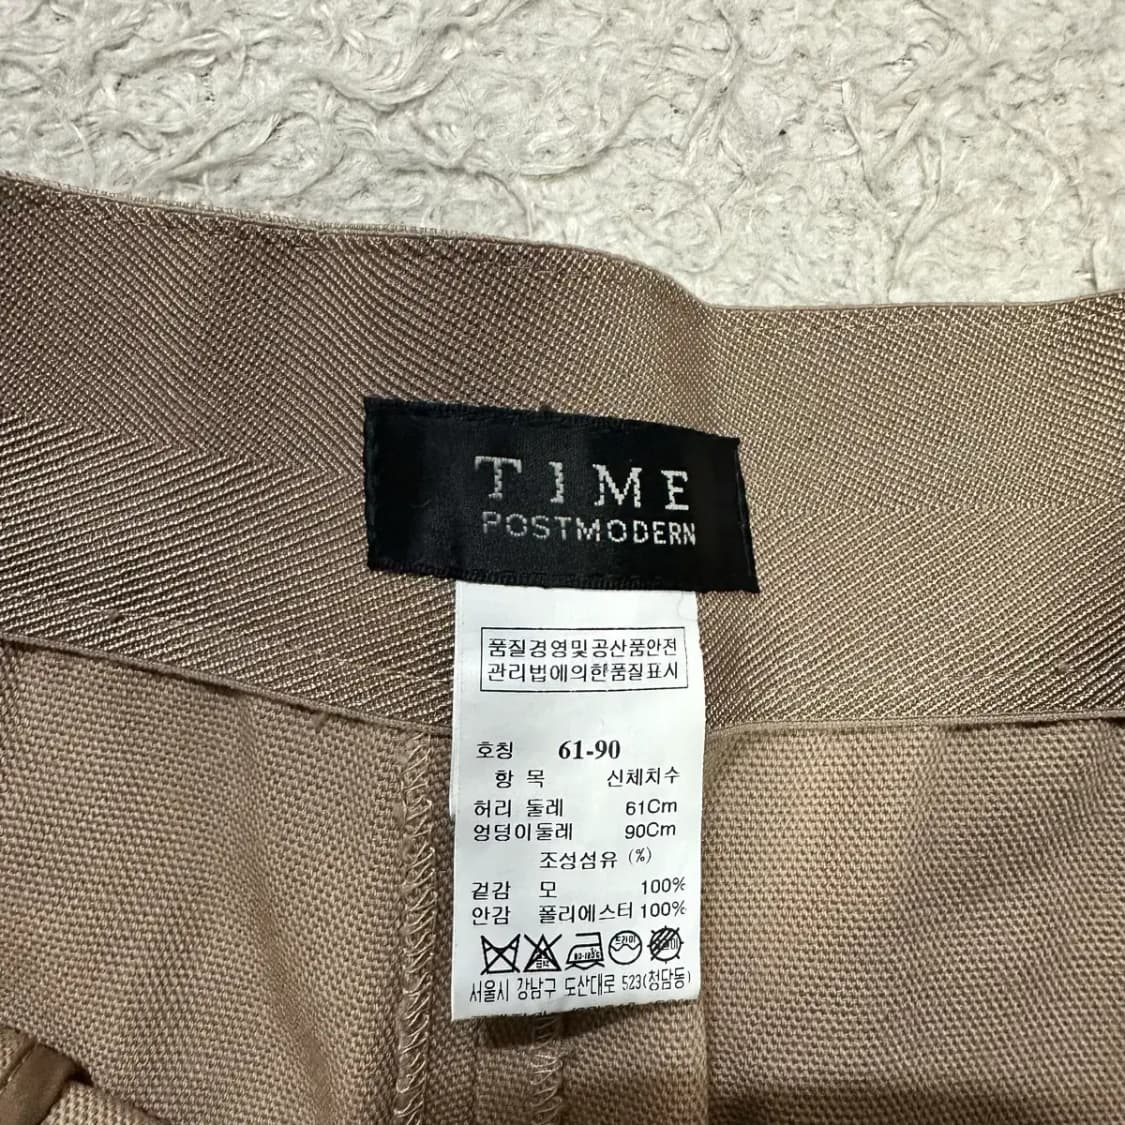 TIME
POSTMODERN
품질경영및공산품안전
관리법에의한품질표시
호칭 61-90
항 목 신체치수
허리 둘레 61Cm
엉덩이둘레 90Cm
조성섬유 (%)
겉감 모 100%
안감 폴리에스터 100%
드라이
서울시 강남구 도산대로 523(청담동)